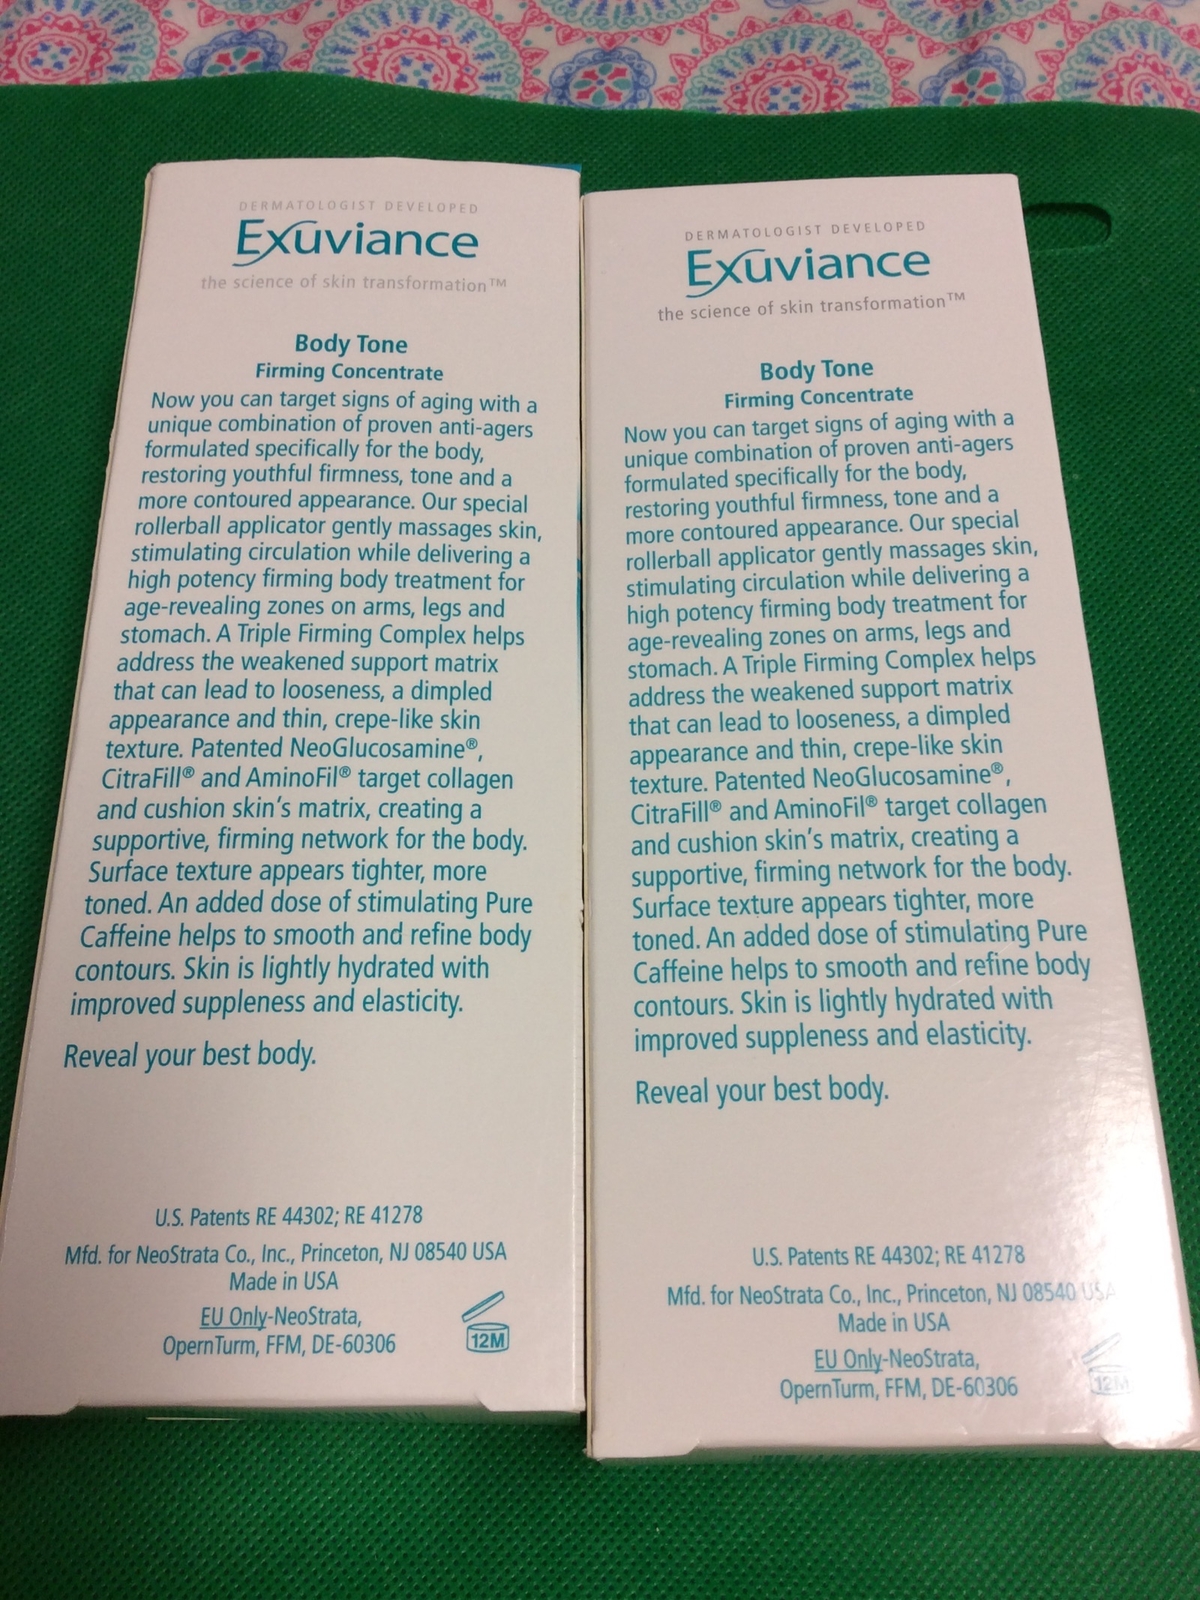 DERMATOLOGIST DEVELOPED
Exuviance
the science of skin transformation™
Body Tone
Firming Concentrate
Now you can target signs of aging with a
unique combination of proven anti-agers
formulated specifically for the body,
restoring youthful firmness, tone and a
more contoured appearance. Our special
rollerball applicator gently massages skin,
stimulating circulation while delivering a
high potency firming body treatment for
age-revealing zones on arms, legs and
stomach. A Triple Firming Complex helps
address the weakened support matrix
that can lead to looseness, a dimpled
appearance and thin, crepe-like skin
texture. Patented NeoGlucosamine®,
CitraFill® and AminoFil® target collagen
and cushion skin's matrix, creating a
supportive, firming network for the body.
Surface texture appears tighter, more
toned. An added dose of stimulating Pure
Caffeine helps to smooth and refine body
contours. Skin is lightly hydrated with
improved suppleness and elasticity.
Reveal your best body.
U.S. Patents RE 44302; RE 41278
Mfd. for NeoStrata Co., Inc., Princeton, NJ 08540 USA
Made in USA
EU Only-NeoStrata,
OpernTurm, FFM, DE-60306
12M
DERMATOLOGIST DEVELOPED
Exuviance
the science of skin transformation™
Body Tone
Firming Concentrate
Now you can target signs of aging with a
unique combination of proven anti-agers
formulated specifically for the body,
restoring youthful firmness, tone and a
more contoured appearance. Our special
rollerball applicator gently massages skin,
stimulating circulation while delivering a
high potency firming body treatment for
age-revealing zones on arms, legs and
stomach. A Triple Firming Complex helps
address the weakened support matrix
that can lead to looseness, a dimpled
appearance and thin, crepe-like skin
texture. Patented NeoGlucosamine®,
CitraFill® and AminoFil® target collagen
and cushion skin's matrix, creating a
supportive, firming network for the body.
Surface texture appears tighter, more
toned. An added dose of stimulating Pure
Caffeine helps to smooth and refine body
contours. Skin is lightly hydrated with
improved suppleness and elasticity.
Reveal your best body.
U.S. Patents RE 44302; RE 41278
Mfd. for NeoStrata Co., Inc., Princeton, NJ 08540 USA
Made in USA
EU Only-NeoStrata,
OpernTurm, FFM, DE-60306
12M